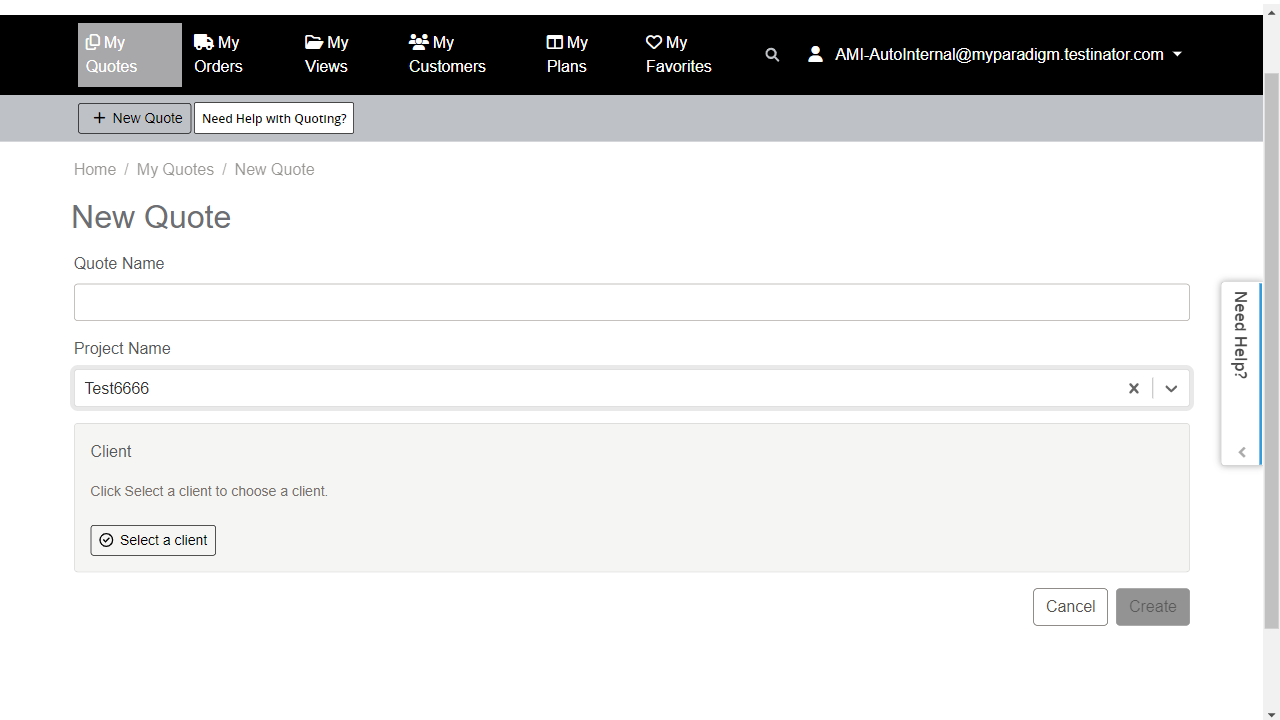 My Quotes
My Orders
My Views
My Customers
My Plans
My Favorites
AMI-AutoInternal@myparadigm.testinator.com
New Quote
Need Help with Quoting?
Home / My Quotes / New Quote
New Quote
Quote Name
Project Name
Test6666
Client
Click Select a client to choose a client.
Select a client
Cancel
Create
Need Help?